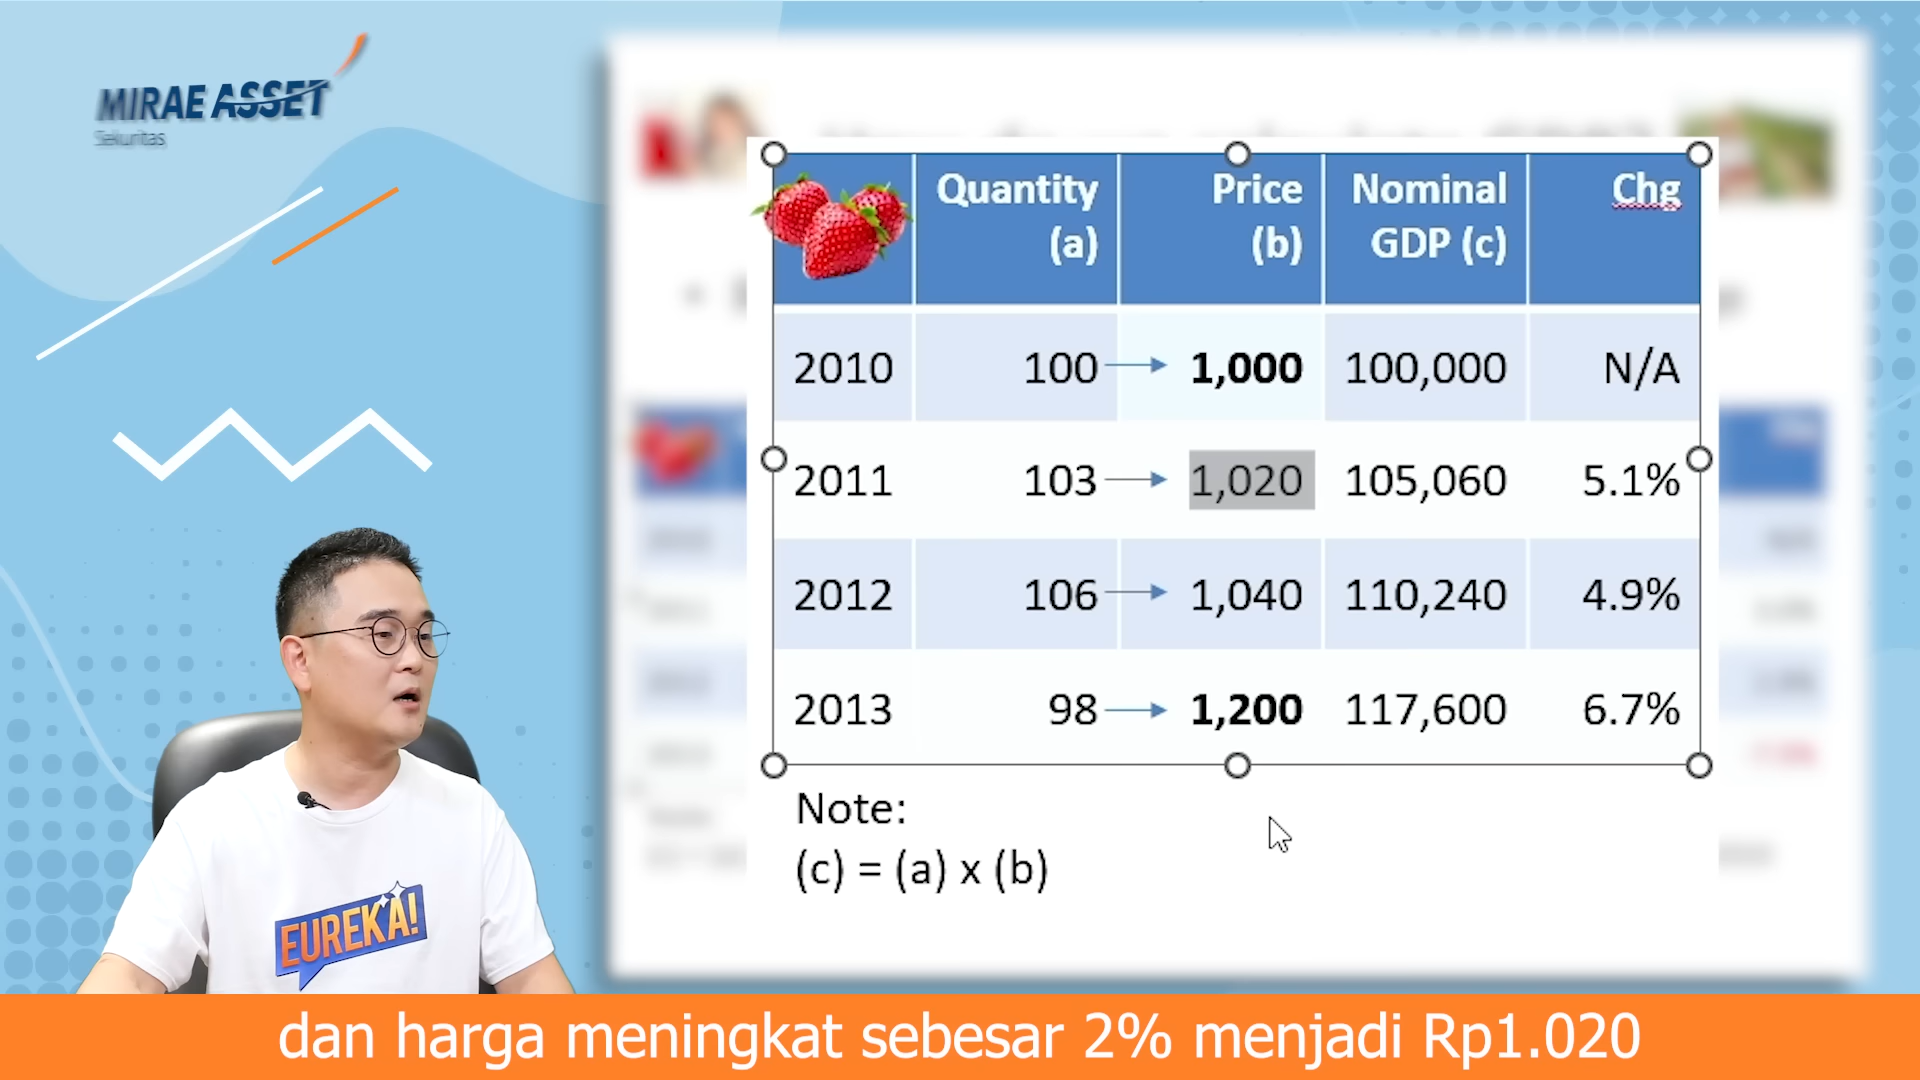 MIRAE ASSET
Sekuritas
Quantity (a) Price (b) Nominal GDP (c) Chg
2010 100 1,000 100,000 N/A
2011 103 1,020 105,060 5.1%
2012 106 1,040 110,240 4.9%
2013 98 1,200 117,600 6.7%
Note:
(c) = (a) x (b)
EUREKA!
dan harga meningkat sebesar 2% menjadi Rp1.020